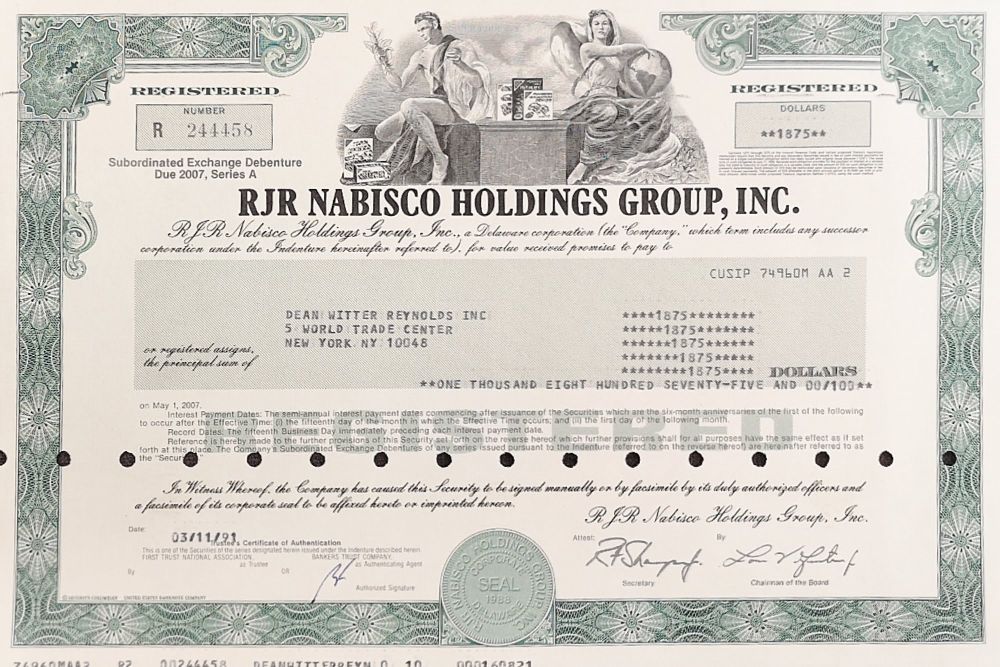 REGISTERED
REGISTERED
NUMBER
R 244458
DOLLARS
**1875**
Subordinated Exchange Debenture
Due 2007, Series A
RJR NABISCO HOLDINGS GROUP, INC.
RJR Nabisco Holdings Group, Inc., a Delaware corporation (the "Company," which term includes any successor
corporation under the Indenture hereinafter referred to), for value received promises to pay to
CUSIP 74960M AA 2
DEAN WITTER REYNOLDS INC
5 WORLD TRADE CENTER
NEW YORK NY 10048
****1875********
*****1875*******
******1875******
*******1875*****
********1875****
or registered assigns,
the principal sum of
DOLLARS
**ONE THOUSAND EIGHT HUNDRED SEVENTY-FIVE AND 00/100**
on May 1, 2007.
Interest Payment Dates: The semi-annual interest payment dates commencing after issuance of the Securities which are the six-month anniversaries of the first of the following
to occur after the Effective Time: (i) the fifteenth day of the month in which the Effective Time occurs; and (ii) the first day of the following month.
Record Dates: The fifteenth Business Day immediately preceding each interest payment date.
Reference is hereby made to the further provisions of this Security set forth on the reverse hereof which further provisions shall for all purposes have the same effect as if set
forth at this place. The Company's Subordinated Exchange Debentures of any series issued pursuant to the Indenture (referred to on the reverse hereof) are hereinafter referred to as
the "Securities
In Witness Whereof, the Company has caused this Security to be signed manually or by facsimile by its duly authorized officers and
a facsimile of its corporate seal to be affixed hereto or imprinted hereon.
RJR Nabisco Holdings Group, Inc.
Date:
03/11/91
Trustee's Certificate of Authentication
This is one of the Securities of the series designated herein issued under the indenture described herein.
FIRST TRUST NATIONAL ASSOCIATION, BANKERS TRUST COMPANY,
as Trustee OR as Authenticating Agent
By
Authorized Signature
Attest: By:
Secretary Chairman of the Board
CORPORATE
SEAL
1988
DELAWARE
UNITED STATES BANKNOTE COMPANY
74960MAA2 R2 00244458 DEANWITTERREYN 0 10 000160821